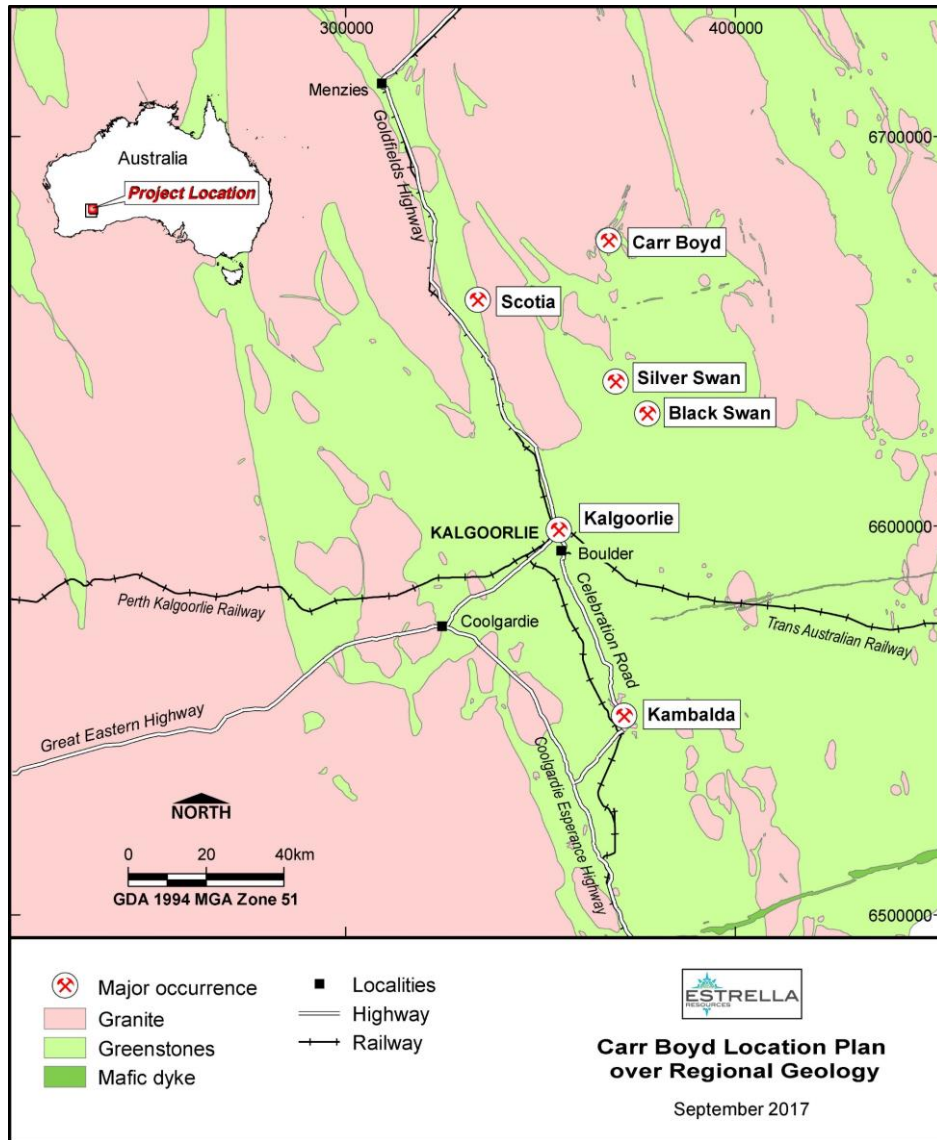 300000
400000
Menzies
Goldfields Highway
6700000
Australia
Project Location
Carr Boyd
Scotia
Silver Swan
Black Swan
KALGOORLIE
Kalgoorlie
6600000
Boulder
Perth Kalgoorlie Railway
Celebration Road
Coolgardie
Trans Australian Railway
Great Eastern Highway
Kambalda
Coolgardie Esperance Highway
NORTH
0 20 40km
GDA 1994 MGA Zone 51
6500000
Major occurrence
Granite
Greenstones
Mafic dyke
Localities
Highway
Railway
ESTRELLA
RESOURCES
Carr Boyd Location Plan
over Regional Geology
September 2017